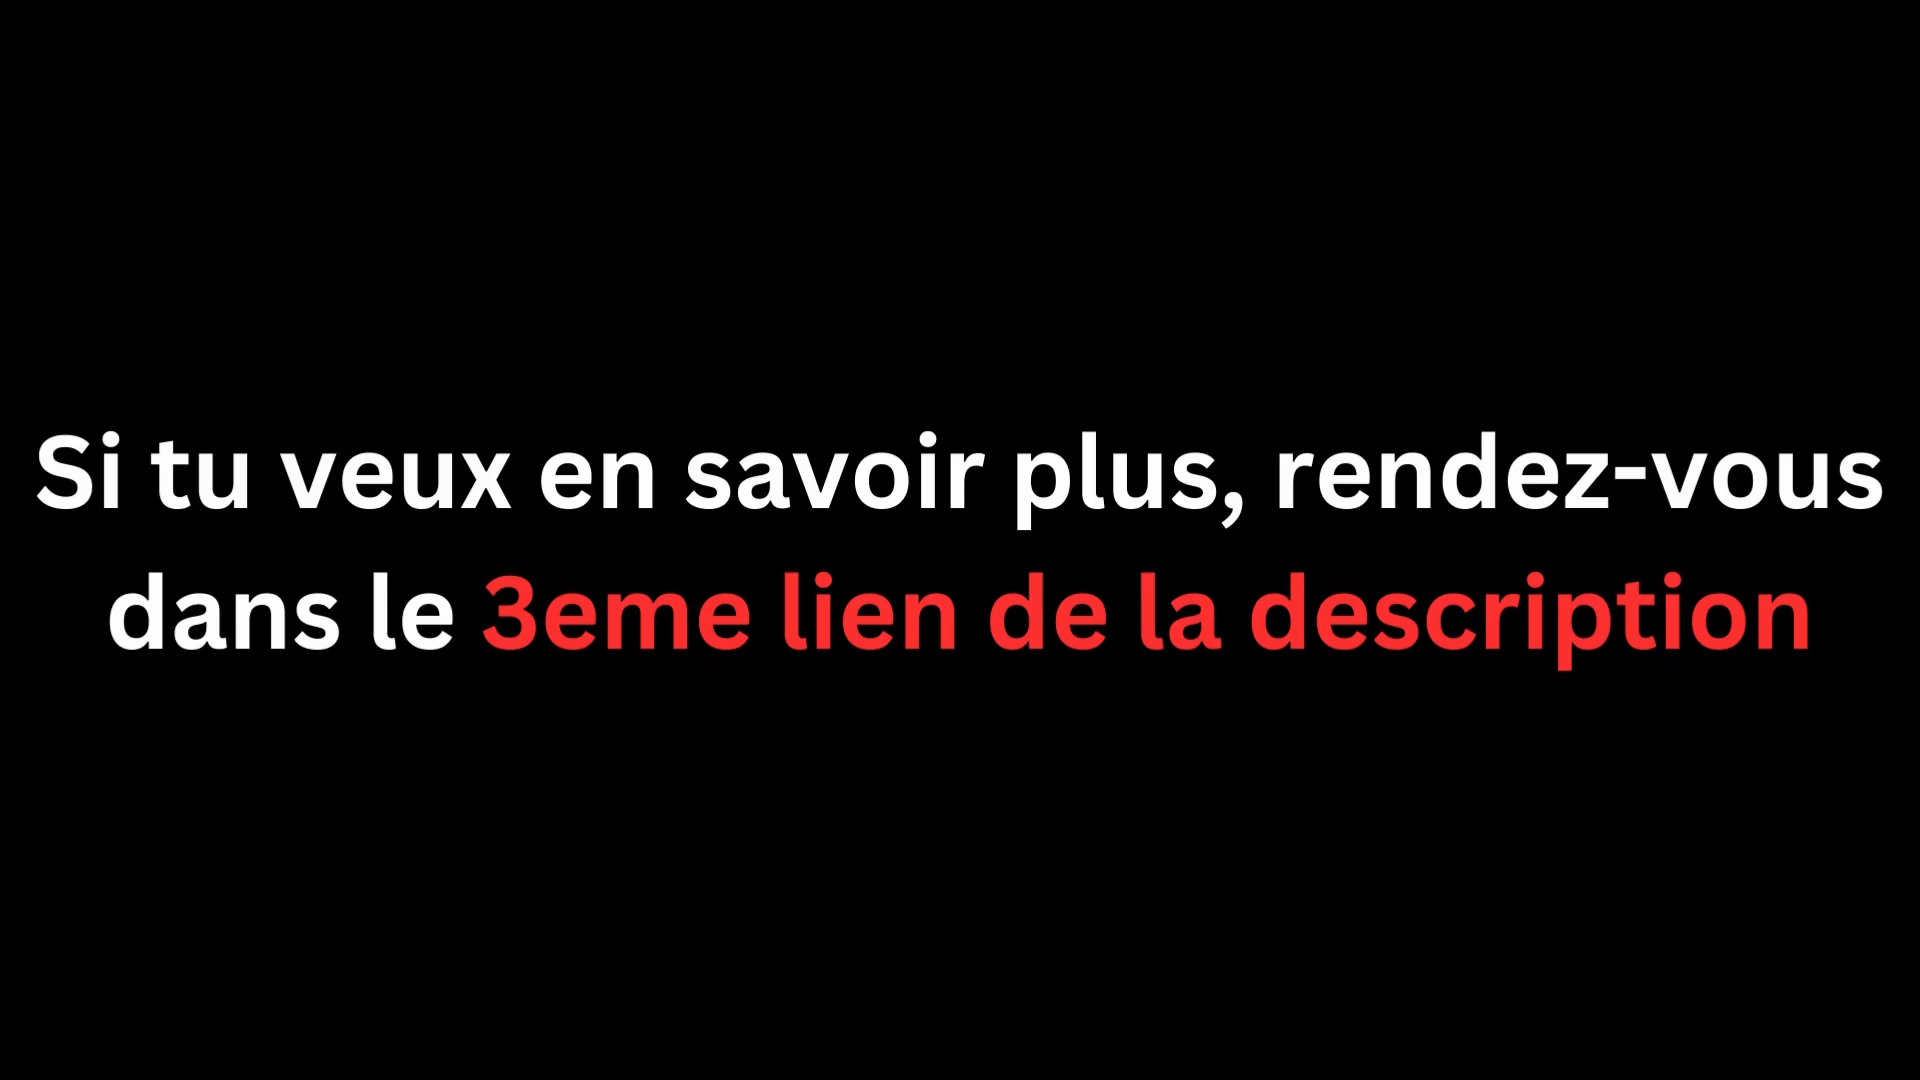 Si tu veux en savoir plus, rendez-vous
dans le 3eme lien de la description